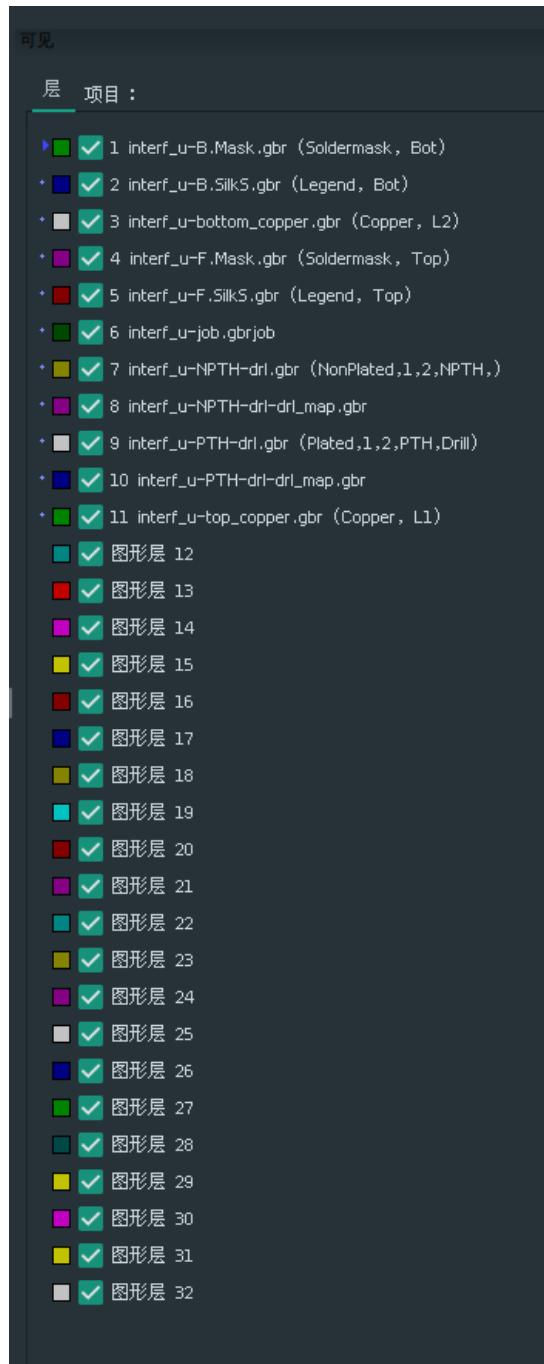 可见
层 项目：
1 interf_u-B.Mask.gbr (Soldermask, Bot)
2 interf_u-B.SilkS.gbr (Legend, Bot)
3 interf_u-bottom_copper.gbr (Copper, L2)
4 interf_u-F.Mask.gbr (Soldermask, Top)
5 interf_u-F.SilkS.gbr (Legend, Top)
6 interf_u-job.gbrjob
7 interf_u-NPTH-drl.gbr (NonPlated,1,2,NPTH,)
8 interf_u-NPTH-drl-drl_map.gbr
9 interf_u-PTH-drl.gbr (Plated,1,2,PTH,Drill)
10 interf_u-PTH-drl-drl_map.gbr
11 interf_u-top_copper.gbr (Copper, L1)
图形层 12
图形层 13
图形层 14
图形层 15
图形层 16
图形层 17
图形层 18
图形层 19
图形层 20
图形层 21
图形层 22
图形层 23
图形层 24
图形层 25
图形层 26
图形层 27
图形层 28
图形层 29
图形层 30
图形层 31
图形层 32